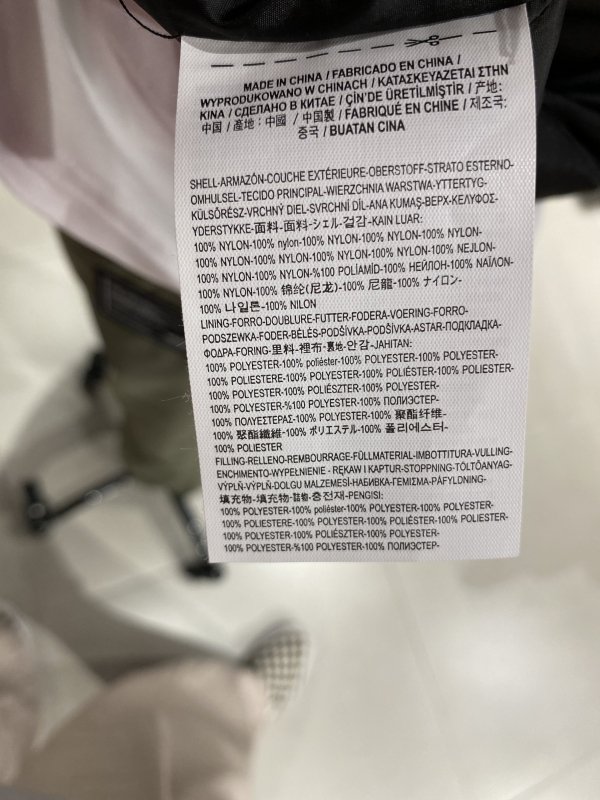 MADE IN CHINA / FABRICADO EN CHINA /
WYPRODUKOWANO W CHINACH / ΚΑΤΑΣΚΕΥΑΖΕΤΑΙ ΣΤΗΝ
ΚΙΝΑ / СДЕЛАНО В КИТАЕ / ÇİN'DE ÜRETİLMİŞTİR / 产地:
中国 / 產地：中國 / 中国製 / FABRIQUÉ EN CHINE / 제조국:
중국 / BUATAN CINA
SHELL-ARMAZÓN-COUCHE EXTÉRIEURE-OBERSTOFF-STRATO ESTERNO-
OMHULSEL-TECIDO PRINCIPAL-WIERZCHNIA WARSTWA-YTTERTYG-
KÜLSŐRÉSZ-VRCHNÝ DIEL-SVRCHNÍ DÍL-ANA KUMAŞ-ВЕРХ-ΚΕΛΥΦΟΣ-
YDERSTYKKE-面料-面料-シェル-겉감-KAIN LUAR:
100% NYLON-100% nylon-100% NYLON-100% NYLON-100% NYLON-
100% NYLON-100% NYLON-100% NYLON-100% NYLON-100% NEJLON-
100% NYLON-100% NYLON-%100 POLİAMİD-100% НЕЙЛОН-100% ΝΑΪΛΟΝ-
100% NYLON-100% 锦纶(尼龙)-100% 尼龍-100% ナイロン-
100% 나일론-100% NILON
LINING-FORRO-DOUBLURE-FUTTER-FODERA-VOERING-FORRO-
PODSZEWKA-FODER-BÉLÉS-PODŠÍVKA-PODŠÍVKA-ASTAR-ПОДКЛАДКА-
ΦΟΔΡΑ-FORING-里料-裡布-裏地-안감-JAHITAN:
100% POLYESTER-100% poliéster-100% POLYESTER-100% POLYESTER-
100% POLIESTERE-100% POLYESTER-100% POLIÉSTER-100% POLIESTER-
100% POLYESTER-100% POLIÉSZTER-100% POLYESTER-
100% POLYESTER-%100 POLYESTER-100% ПОЛИЭСТЕР-
100% ΠΟΛΥΕΣΤΕΡΑΣ-100% POLYESTER-100% 聚酯纤维-
100% 聚酯纖維-100% ポリエステル-100% 폴리에스터-
100% POLIESTER
FILLING-RELLENO-REMBOURRAGE-FÜLLMATERIAL-IMBOTTITURA-VULLING-
ENCHIMENTO-WYPEŁNIENIE - RĘKAW I KAPTUR-STOPPNING-TÖLTŐANYAG-
VÝPLŇ-VÝPLŇ-DOLGU MALZEMESİ-НАБИВКА-ΓΕΜΙΣΜΑ-PÅFYLDNING-
填充物-填充物-詰物-충전재-PENGISI:
100% POLYESTER-100% poliéster-100% POLYESTER-100% POLYESTER-
100% POLIESTERE-100% POLYESTER-100% POLIÉSTER-100% POLIESTER-
100% POLYESTER-100% POLIÉSZTER-100% POLYESTER-
100% POLYESTER-%100 POLYESTER-100% ПОЛИЭСТЕР-